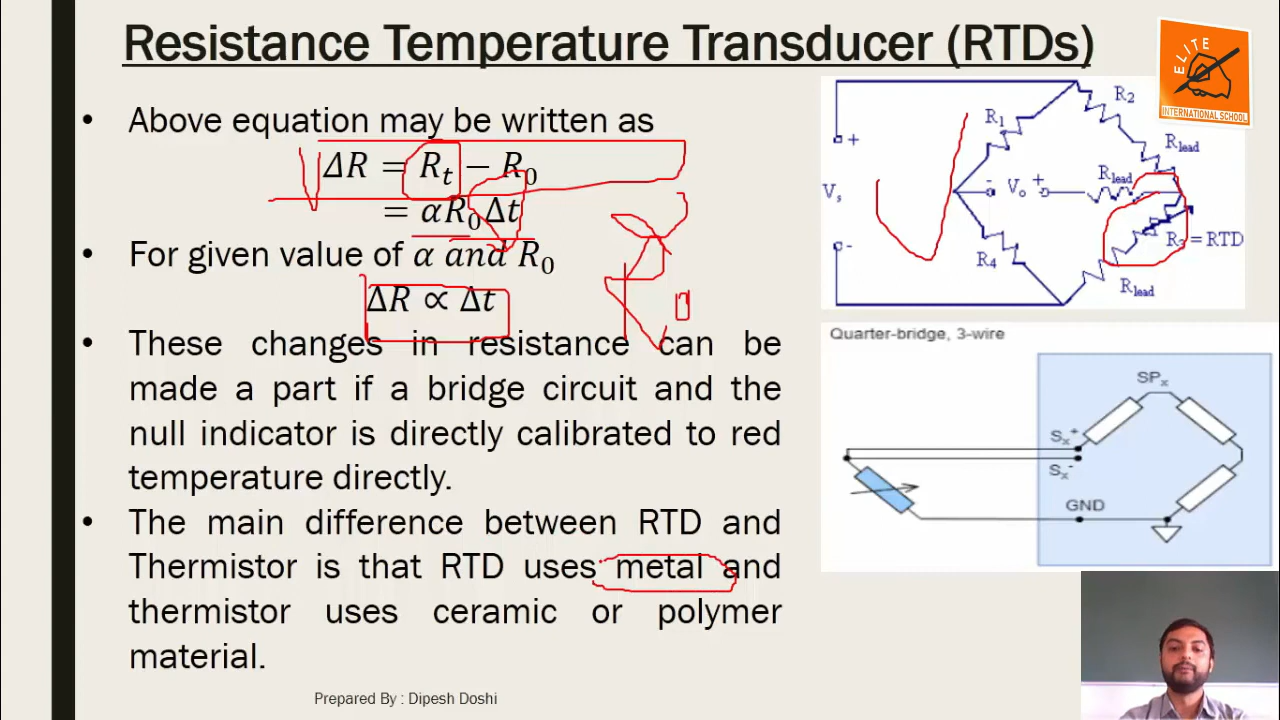 Resistance Temperature Transducer (RTDs)
• Above equation may be written as
ΔR = Rₜ − R₀
= αR₀Δt
• For given value of α and R₀
ΔR ∝ Δt
• These changes in resistance can be
made a part if a bridge circuit and the
null indicator is directly calibrated to red
temperature directly.
• The main difference between RTD and
Thermistor is that RTD uses metal and
thermistor uses ceramic or polymer
material.
Prepared By : Dipesh Doshi
ELITE
INTERNATIONAL SCHOOL
R₁
R₂
Rlead
+
Rlead
Vs
- Vo +
-
R₃ = RTD
R₄
Rlead
Quarter-bridge, 3-wire
SPx
Sx+
Sx-
GND